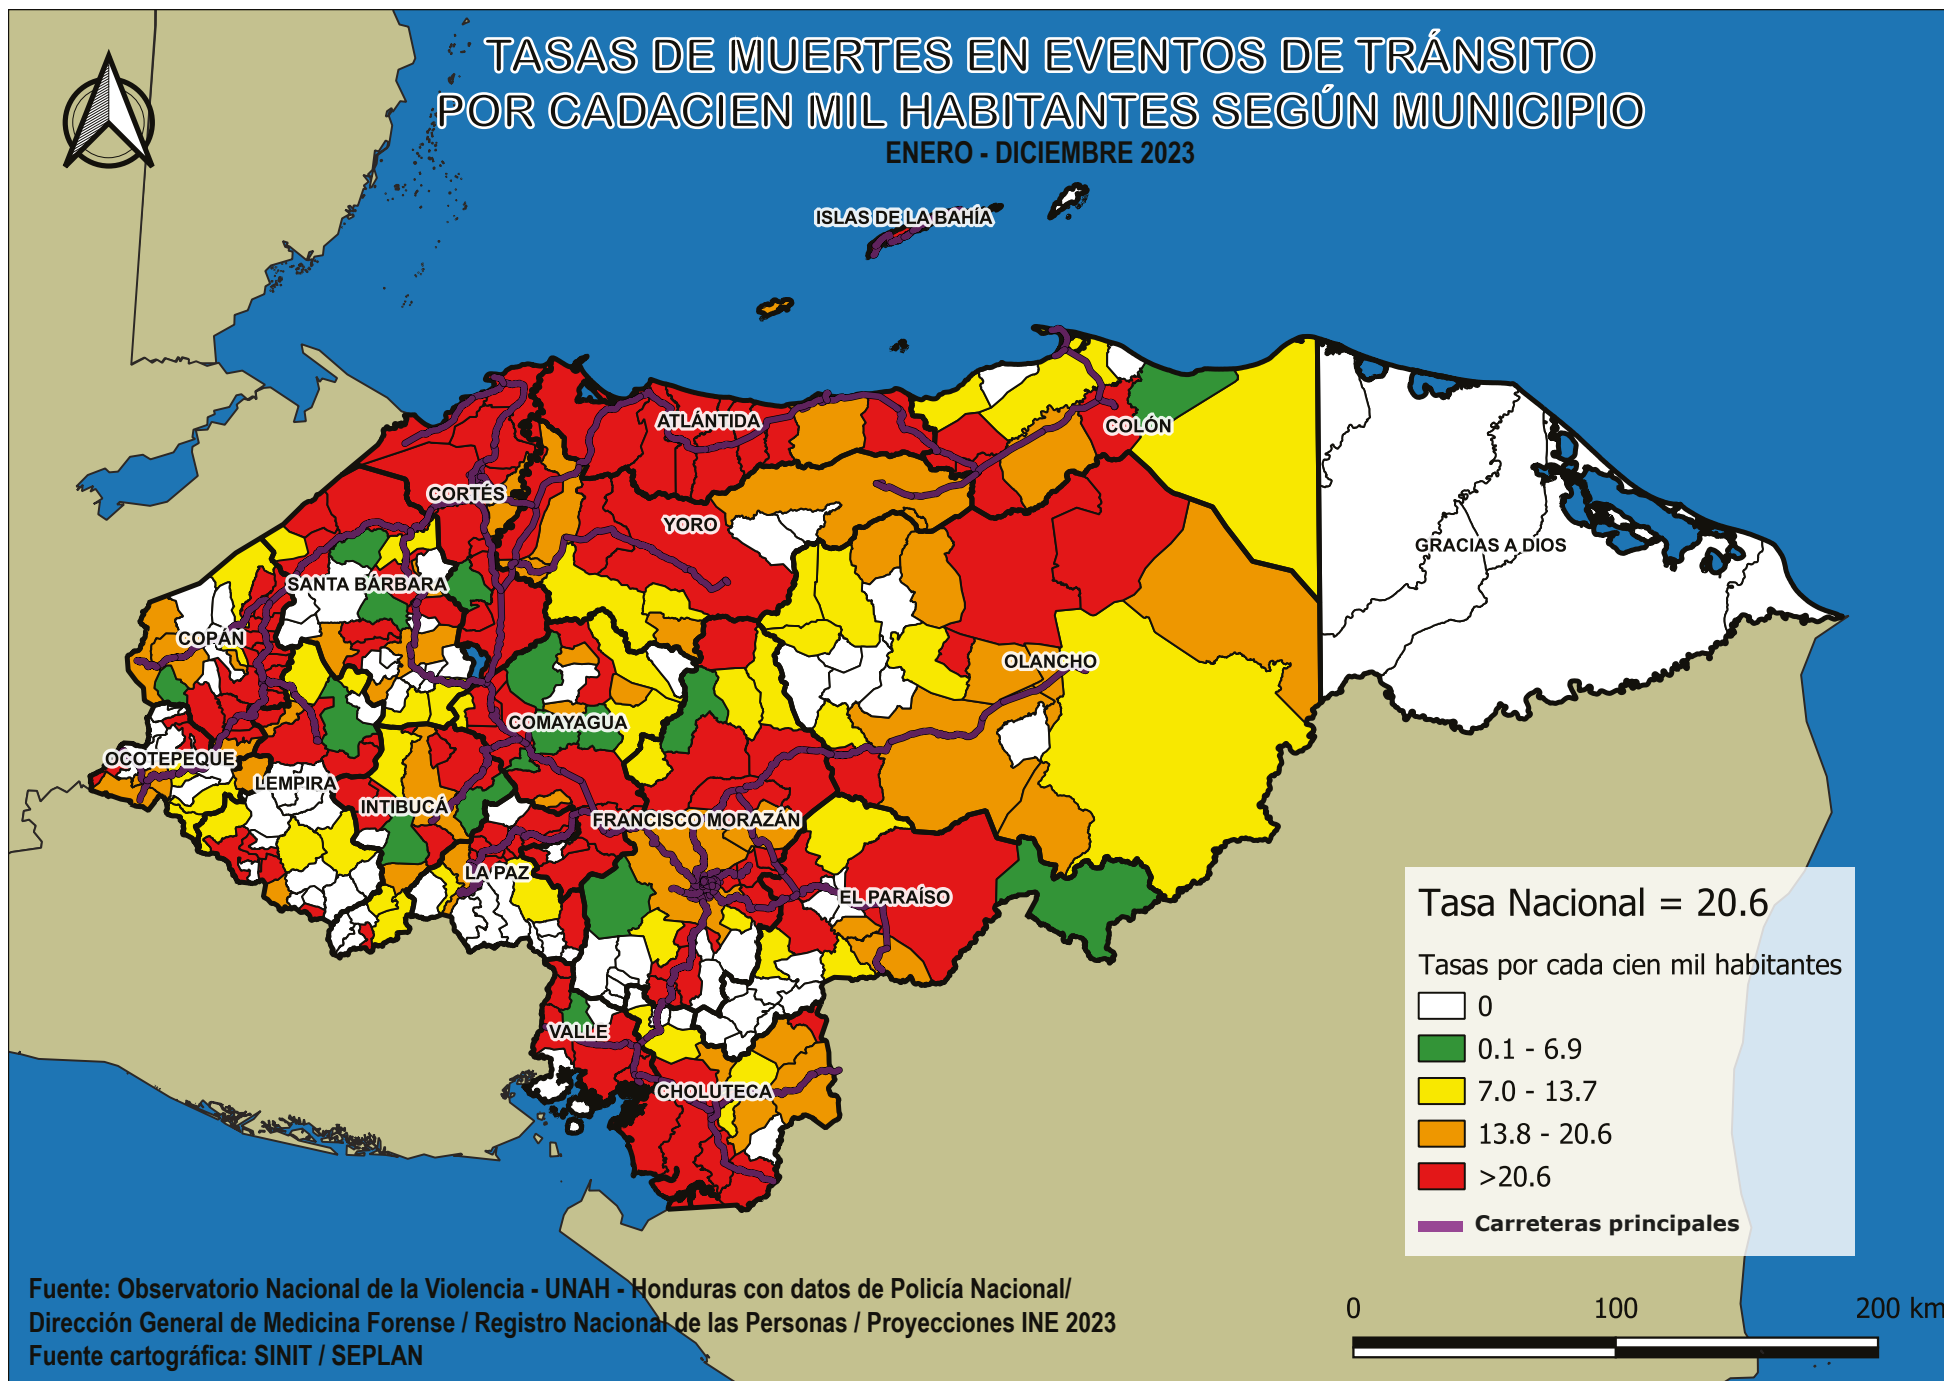 TASAS DE MUERTES EN EVENTOS DE TRÁNSITO
POR CADACIEN MIL HABITANTES SEGÚN MUNICIPIO
ENERO - DICIEMBRE 2023
ISLAS DE LA BAHÍA
ATLÁNTIDA
COLÓN
CORTÉS
YORO
GRACIAS A DIOS
SANTA BÁRBARA
COPÁN
OLANCHO
COMAYAGUA
OCOTEPEQUE
LEMPIRA
INTIBUCÁ
FRANCISCO MORAZÁN
LA PAZ
EL PARAÍSO
VALLE
CHOLUTECA
Tasa Nacional = 20.6
Tasas por cada cien mil habitantes
0
0.1 - 6.9
7.0 - 13.7
13.8 - 20.6
>20.6
Carreteras principales
Fuente: Observatorio Nacional de la Violencia - UNAH - Honduras con datos de Policía Nacional/
Dirección General de Medicina Forense / Registro Nacional de las Personas / Proyecciones INE 2023
Fuente cartográfica: SINIT / SEPLAN
0 100 200 km